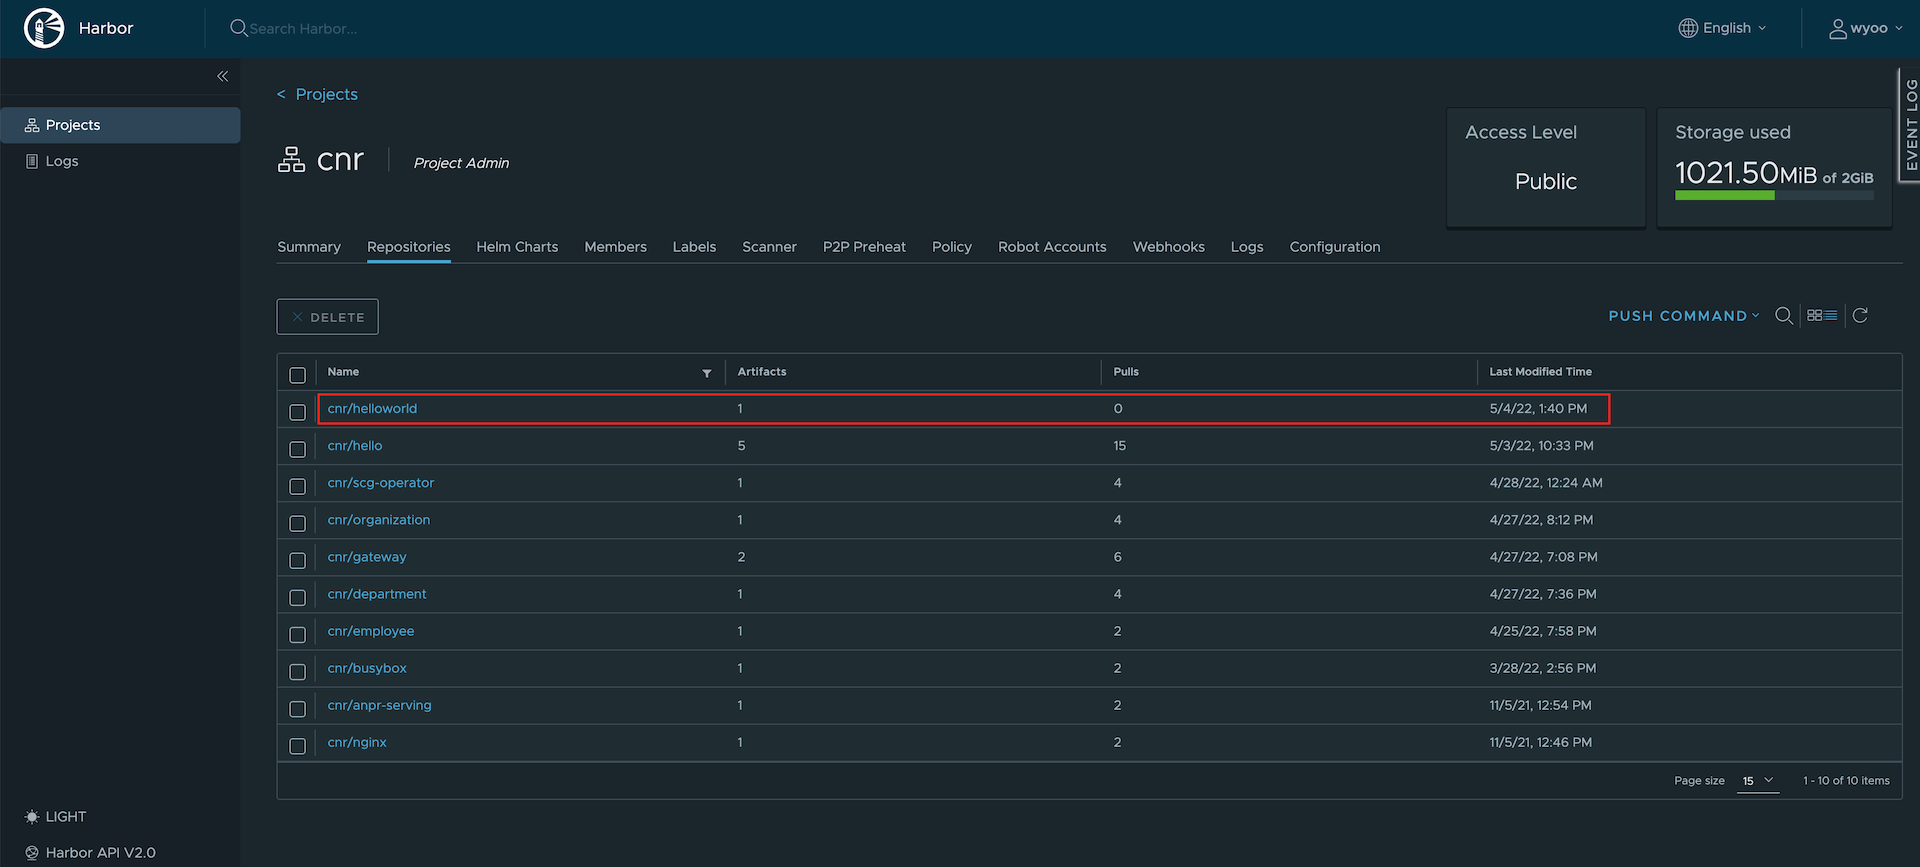 Harbor
Search Harbor...
English
wyoo
EVENT LOG
Projects
Logs
< Projects
cnr
Project Admin
Access Level
Public
Storage used
1021.50MiB of 2GiB
Summary Repositories Helm Charts Members Labels Scanner P2P Preheat Policy Robot Accounts Webhooks Logs Configuration
DELETE
PUSH COMMAND
Name Artifacts Pulls Last Modified Time
cnr/helloworld 1 0 5/4/22, 1:40 PM
cnr/hello 5 15 5/3/22, 10:33 PM
cnr/scg-operator 1 4 4/28/22, 12:24 AM
cnr/organization 1 4 4/27/22, 8:12 PM
cnr/gateway 2 6 4/27/22, 7:08 PM
cnr/department 1 4 4/27/22, 7:36 PM
cnr/employee 1 2 4/25/22, 7:58 PM
cnr/busybox 1 2 3/28/22, 2:56 PM
cnr/anpr-serving 1 2 11/5/21, 12:54 PM
cnr/nginx 1 2 11/5/21, 12:46 PM
Page size 15 1 - 10 of 10 items
LIGHT
Harbor API V2.0